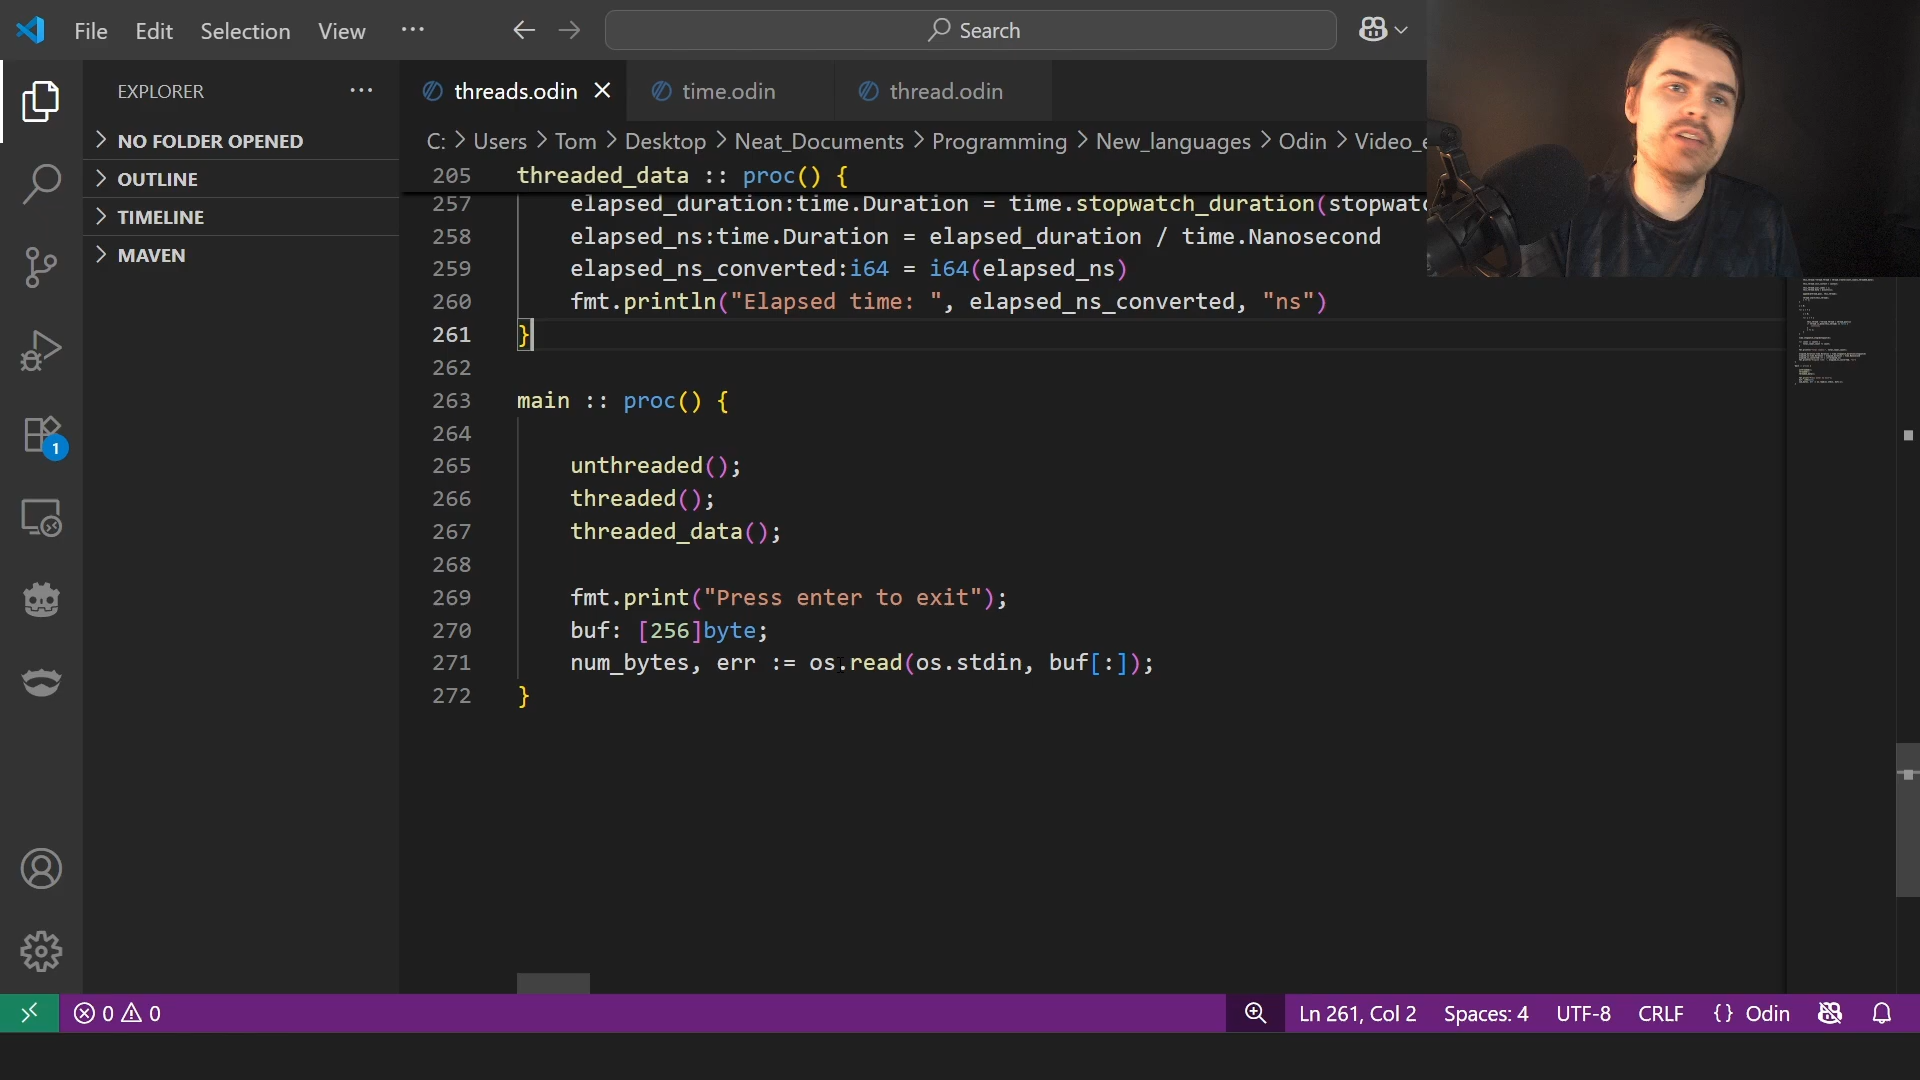 File Edit Selection View ··· Search
EXPLORER ···
NO FOLDER OPENED
OUTLINE
TIMELINE
MAVEN
1
threads.odin time.odin thread.odin
C: > Users > Tom > Desktop > Neat_Documents > Programming > New_languages > Odin > Video_
205 threaded_data :: proc() {
257 elapsed_duration:time.Duration = time.stopwatch_duration(stopwatc
258 elapsed_ns:time.Duration = elapsed_duration / time.Nanosecond
259 elapsed_ns_converted:i64 = i64(elapsed_ns)
260 fmt.println("Elapsed time: ", elapsed_ns_converted, "ns")
261 }
262
263 main :: proc() {
264
265 unthreaded();
266 threaded();
267 threaded_data();
268
269 fmt.print("Press enter to exit");
270 buf: [256]byte;
271 num_bytes, err := os.read(os.stdin, buf[:]);
272 }
0 0 Ln 261, Col 2 Spaces: 4 UTF-8 CRLF {} Odin